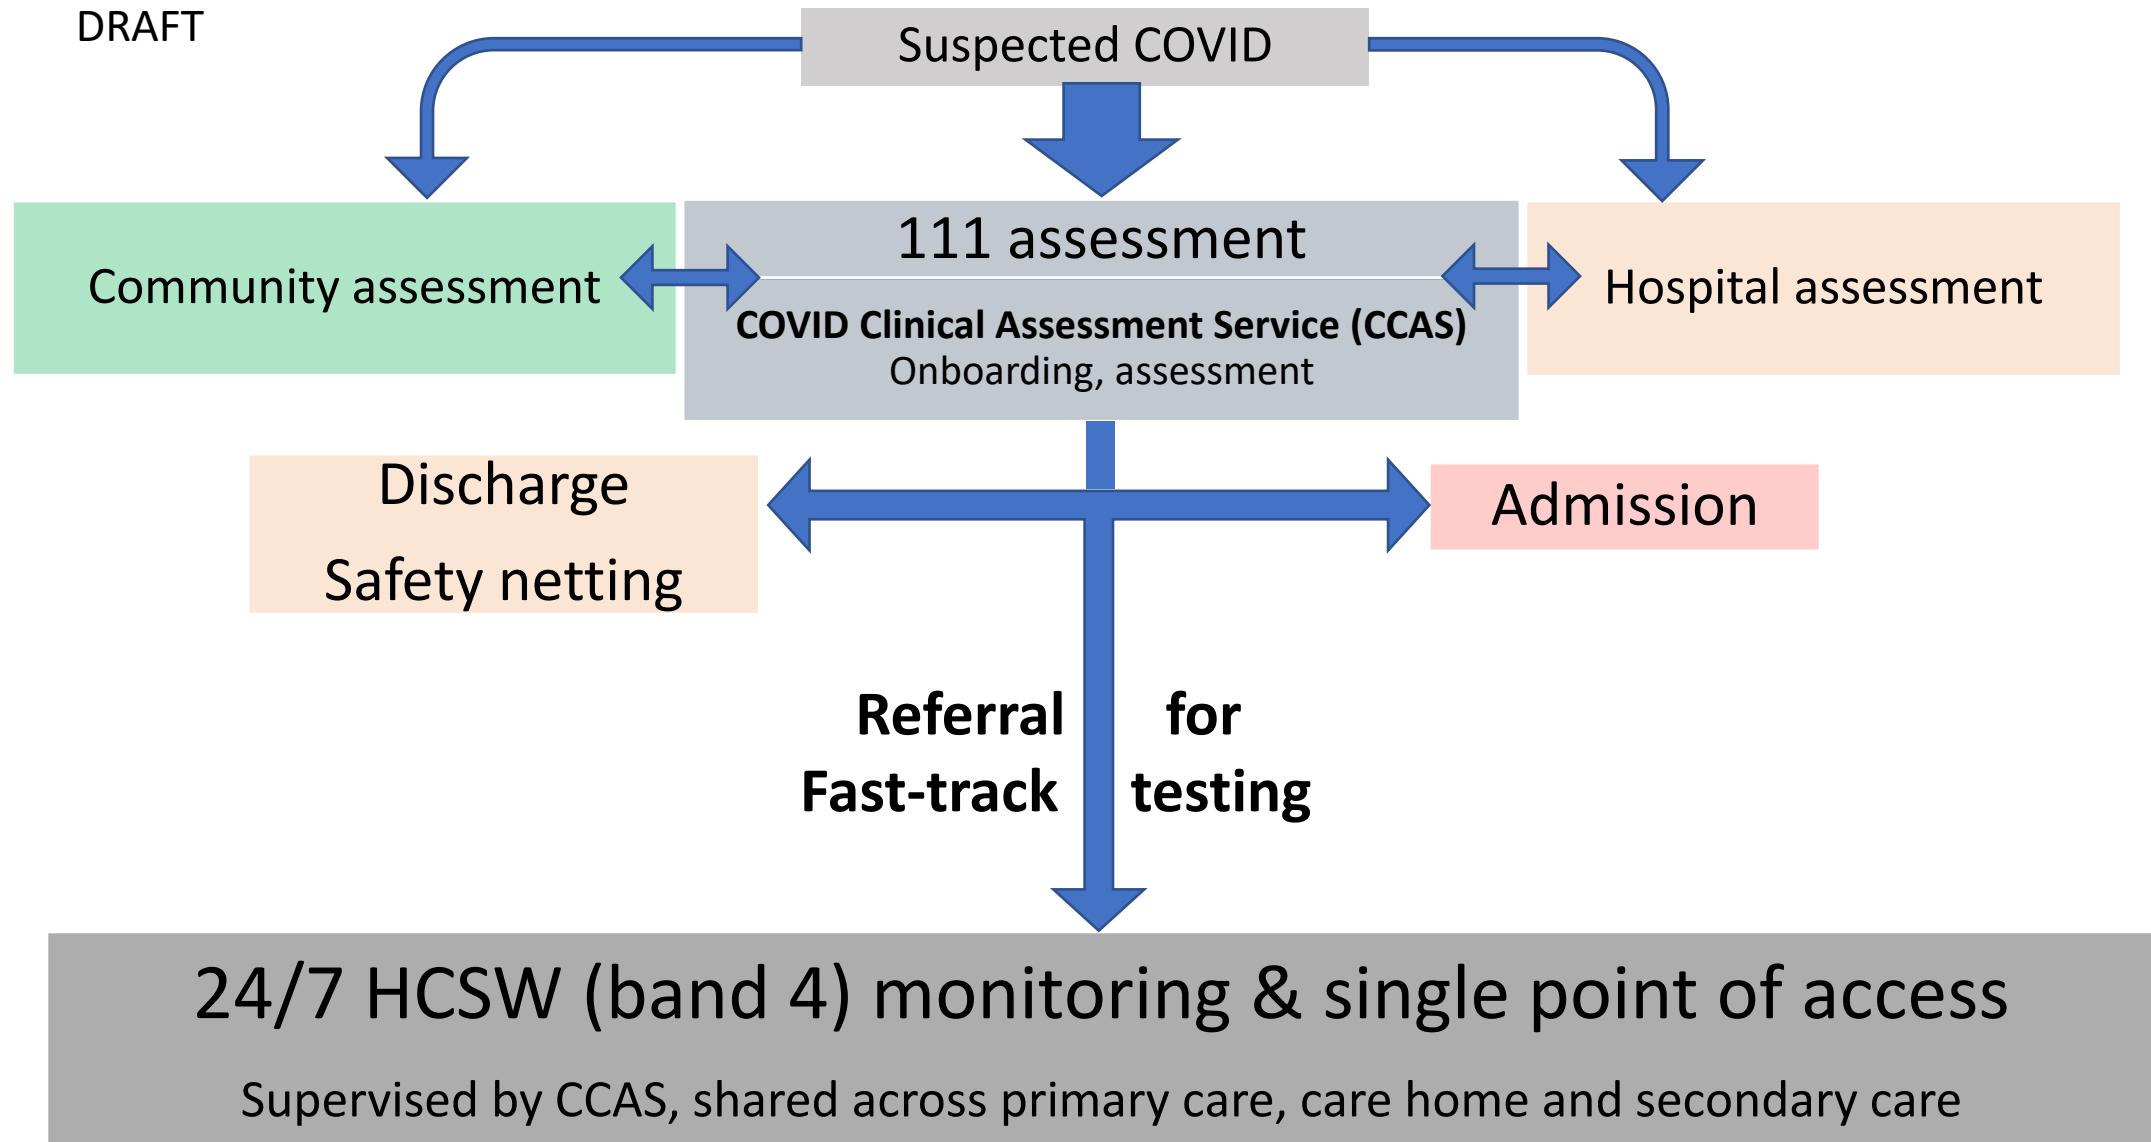 DRAFT
Suspected COVID
Community assessment
111 assessment
COVID Clinical Assessment Service (CCAS)
Onboarding, assessment
Hospital assessment
Discharge
Safety netting
Admission
Referral for
Fast-track testing
24/7 HCSW (band 4) monitoring & single point of access
Supervised by CCAS, shared across primary care, care home and secondary care